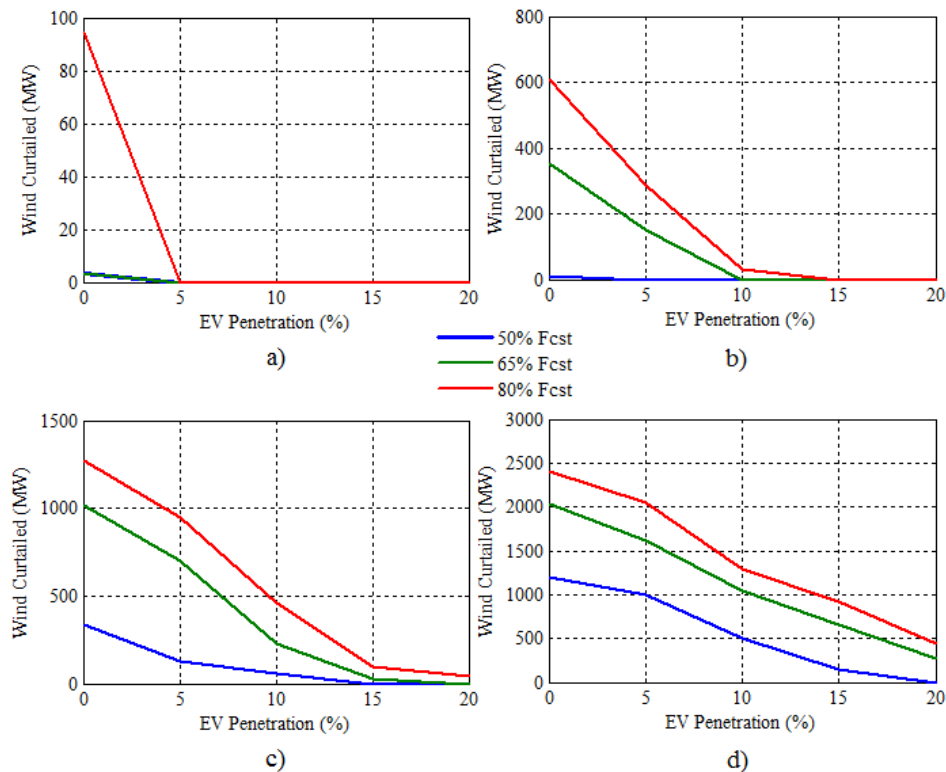 100
80
60
40
20
0
Wind Curtailed (MW)
0 5 10 15 20
EV Penetration (%)
a)
800
600
400
200
0
Wind Curtailed (MW)
0 5 10 15 20
EV Penetration (%)
b)
50% Fcst
65% Fcst
80% Fcst
1500
1000
500
0
Wind Curtailed (MW)
0 5 10 15 20
EV Penetration (%)
c)
3000
2500
2000
1500
1000
500
0
Wind Curtailed (MW)
0 5 10 15 20
EV Penetration (%)
d)